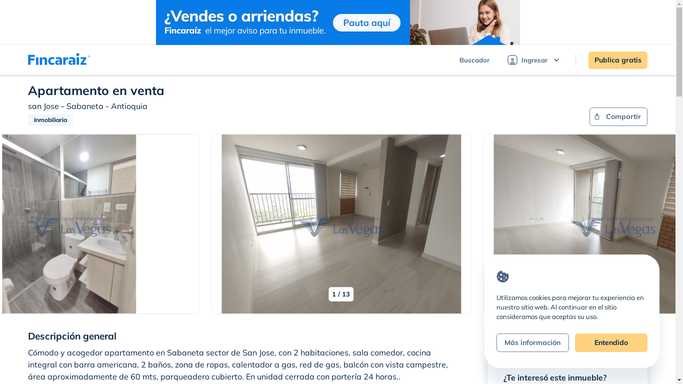 ¿Vendes o arriendas?
Fincaraíz el mejor aviso para tu inmueble.
Pauta aquí
Fincaraíz
Buscador
Ingresar
Publica gratis
Apartamento en venta
san Jose - Sabaneta - Antioquia
Inmobiliaria
Compartir
Las Vegas
Las Vegas
Las Vegas
1 / 13
Utilizamos cookies para mejorar tu experiencia en
nuestro sitio web. Al continuar en el sitio
consideramos que aceptas su uso.
Más información
Entendido
Descripción general
Cómodo y acogedor apartamento en Sabaneta sector de San Jose, con 2 habitaciones, sala comedor, cocina
integral con barra americana, 2 baños, zona de ropas, calentador a gas, red de gas, balcón con vista campestre,
área aproximadamente de 60 mts, parqueadero cubierto. En unidad cerrada con portería 24 horas..
¿Te interesó este inmueble?